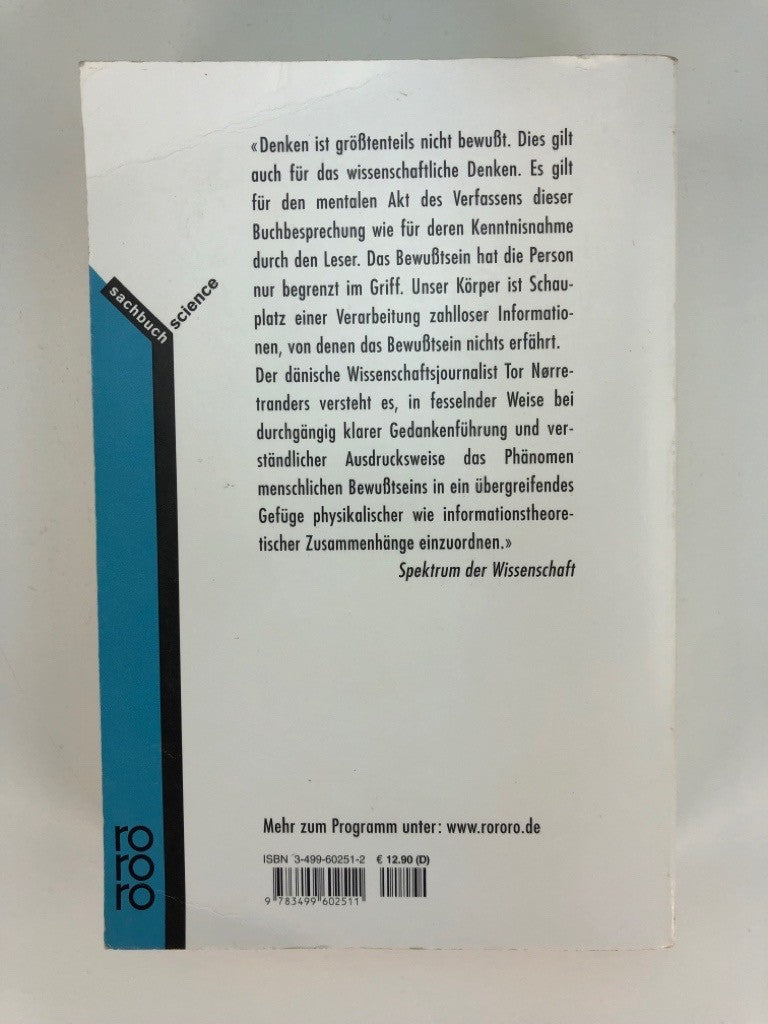 «Denken ist größtenteils nicht bewußt. Dies gilt
auch für das wissenschaftliche Denken. Es gilt
für den mentalen Akt des Verfassens dieser
Buchbesprechung wie für deren Kenntnisnahme
durch den Leser. Das Bewußtsein hat die Person
nur begrenzt im Griff. Unser Körper ist Schau-
platz einer Verarbeitung zahlloser Informatio-
nen, von denen das Bewußtsein nichts erfährt.
Der dänische Wissenschaftsjournalist Tor Nørre-
tranders versteht es, in fesselnder Weise bei
durchgängig klarer Gedankenführung und ver-
ständlicher Ausdrucksweise das Phänomen
menschlichen Bewußtseins in ein übergreifendes
Gefüge physikalischer wie informationstheore-
tischer Zusammenhänge einzuordnen.»
Spektrum der Wissenschaft
sachbuch
science
Mehr zum Programm unter: www.rororo.de
ro
ro
ro
ISBN 3-499-60251-2 € 12.90 (D)
9 783499 602511